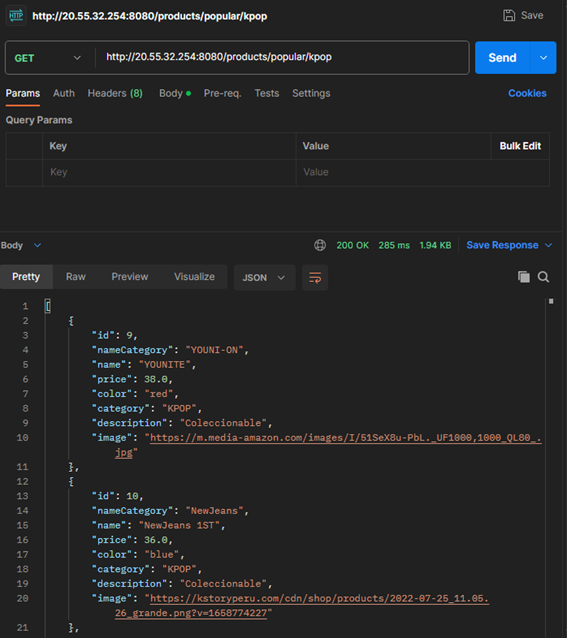 HTTP http://20.55.32.254:8080/products/popular/kpop Save
GET http://20.55.32.254:8080/products/popular/kpop Send
Params Auth Headers (8) Body Pre-req. Tests Settings Cookies
Query Params
Key Value Bulk Edit
Key Value
Body 200 OK 285 ms 1.94 KB Save Response
Pretty Raw Preview Visualize JSON
1 [
2 {
3 "id": 9,
4 "nameCategory": "YOUNI-ON",
5 "name": "YOUNITE",
6 "price": 38.0,
7 "color": "red",
8 "category": "KPOP",
9 "description": "Coleccionable",
10 "image": "https://m.media-amazon.com/images/I/51SeX8u-PbL._UF1000,1000_QL80_.
jpg"
11 },
12 {
13 "id": 10,
14 "nameCategory": "NewJeans",
15 "name": "NewJeans 1ST",
16 "price": 36.0,
17 "color": "blue",
18 "category": "KPOP",
19 "description": "Coleccionable",
20 "image": "https://kstoryperu.com/cdn/shop/products/2022-07-25_11.05.
26_grande.png?v=1658774227"
21 },